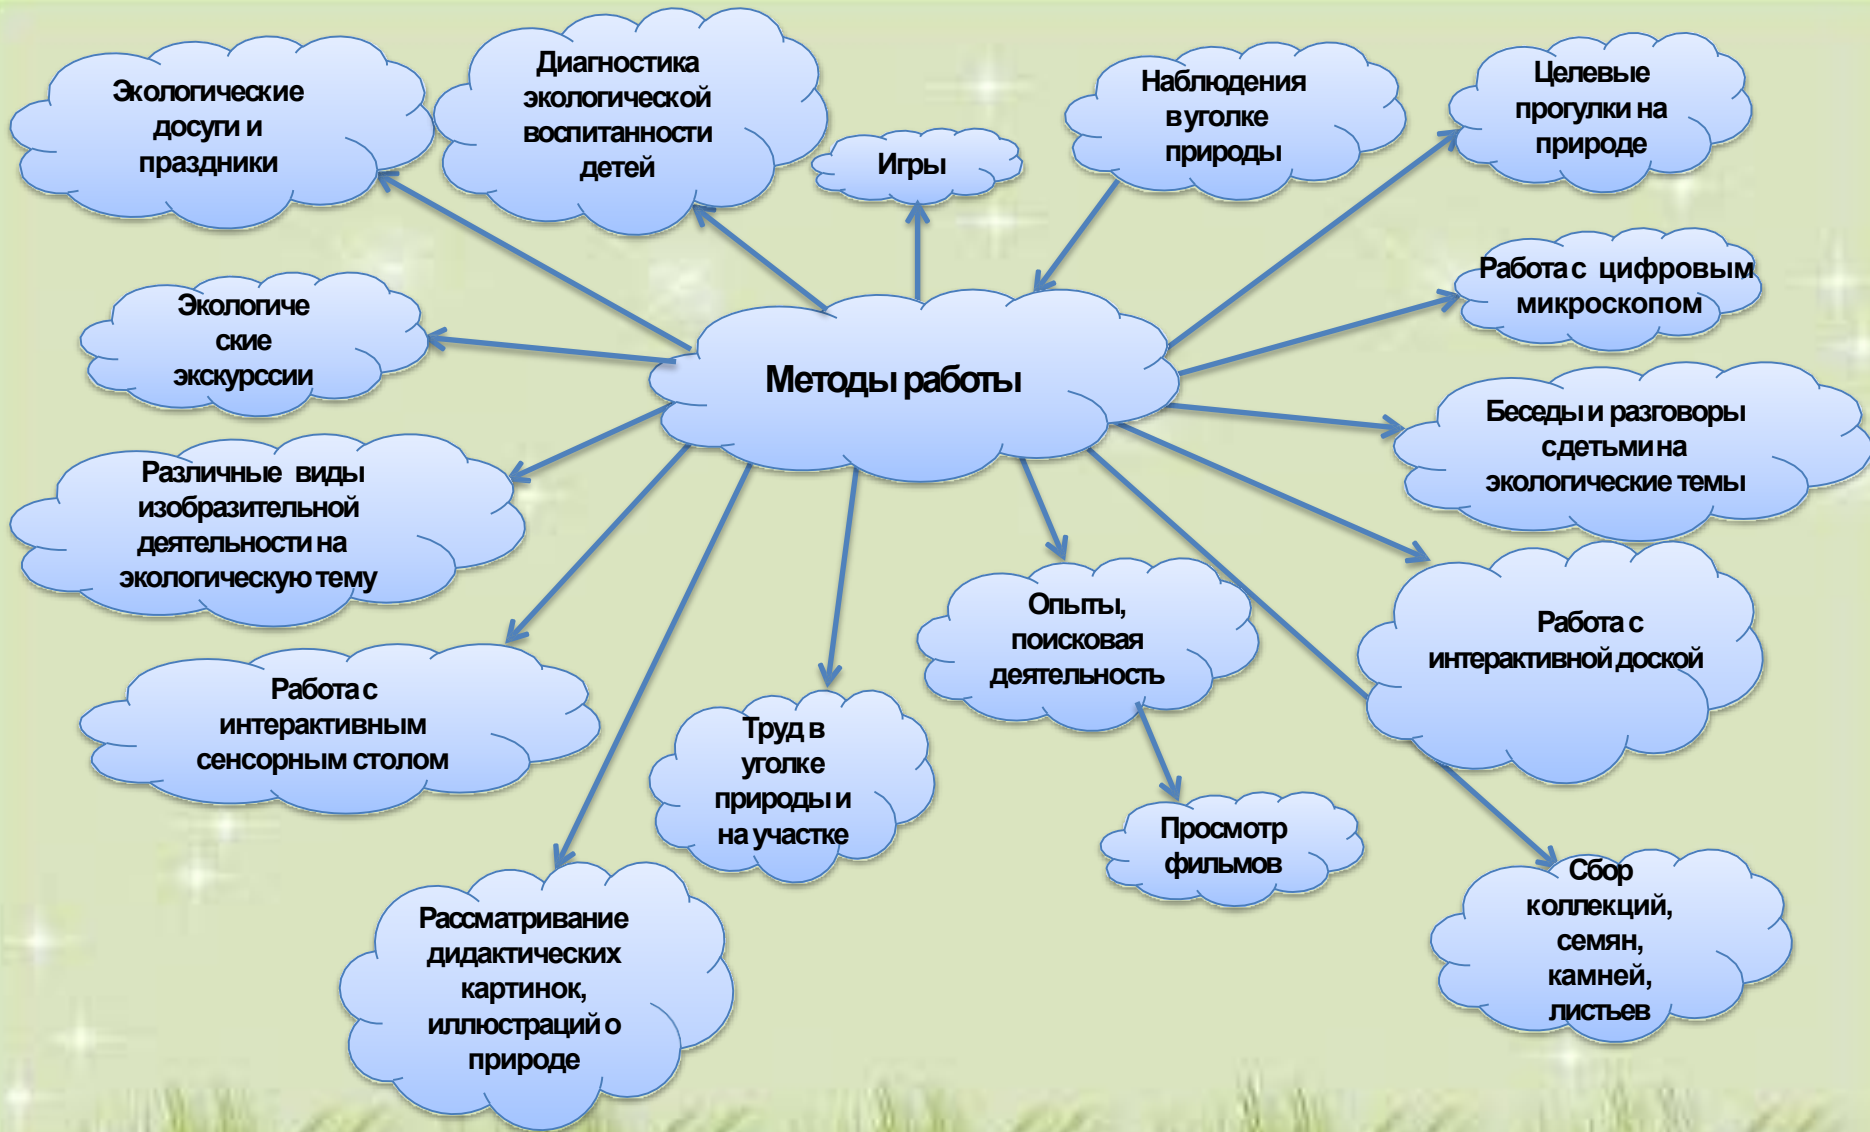 Экологические
досуги и
праздники
Диагностика
экологической
воспитанности
детей
Игры
Наблюдения
в уголке
природы
Целевые
прогулки на
природе
Экологиче
ские
экскурссии
Методы работы
Работа с цифровым
микроскопом
Беседы и разговоры
с детьми на
экологические темы
Различные виды
изобразительной
деятельности на
экологическую тему
Опыты,
поисковая
деятельность
Работа с
интерактивной доской
Работа с
интерактивным
сенсорным столом
Труд в
уголке
природы и
на участке
Просмотр
фильмов
Рассматривание
дидактических
картинок,
иллюстраций о
природе
Сбор
коллекций,
семян,
камней,
листьев